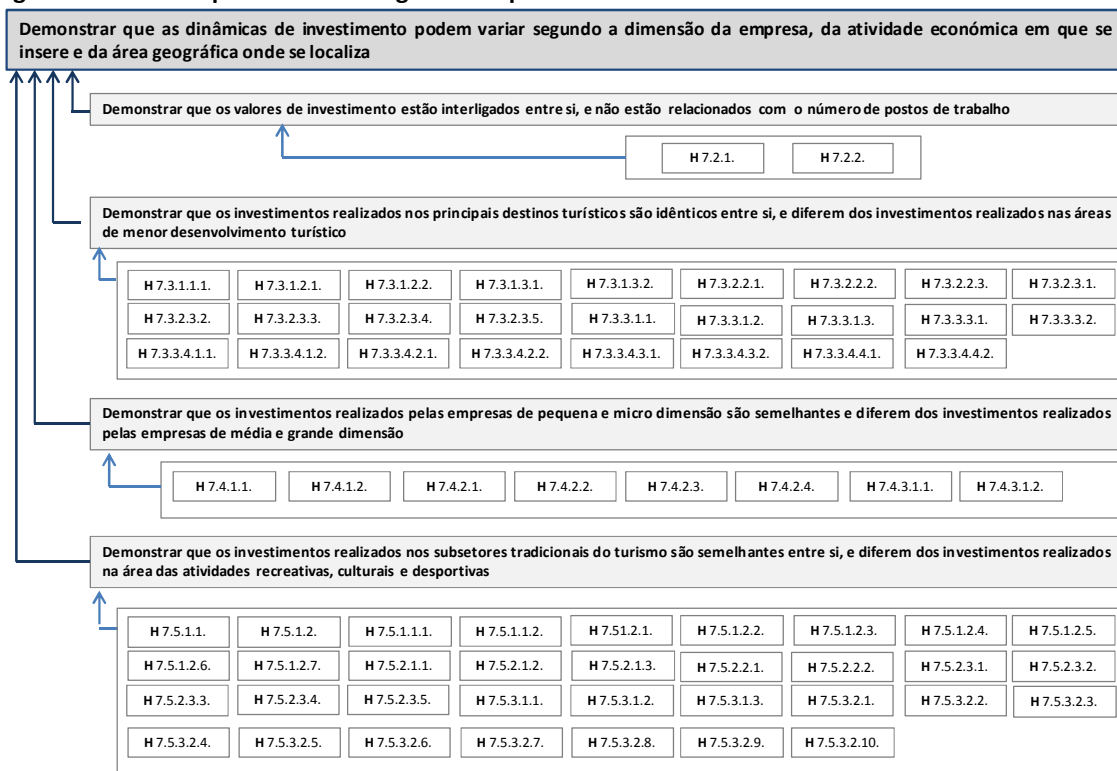 Demonstrar que as dinâmicas de investimento podem variar segundo a dimensão da empresa, da atividade económica em que se
insere e da área geográfica onde se localiza
Demonstrar que os valores de investimento estão interligados entre si, e não estão relacionados com o número de postos de trabalho
H 7.2.1. H 7.2.2.
Demonstrar que os investimentos realizados nos principais destinos turísticos são idênticos entre si, e diferem dos investimentos realizados nas áreas
de menor desenvolvimento turístico
H 7.3.1.1.1. H 7.3.1.2.1. H 7.3.1.2.2. H 7.3.1.3.1. H 7.3.1.3.2. H 7.3.2.2.1. H 7.3.2.2.2. H 7.3.2.2.3. H 7.3.2.3.1.
H 7.3.2.3.2. H 7.3.2.3.3. H 7.3.2.3.4. H 7.3.2.3.5. H 7.3.3.1.1. H 7.3.3.1.2. H 7.3.3.1.3. H 7.3.3.3.1. H 7.3.3.3.2.
H 7.3.3.4.1.1. H 7.3.3.4.1.2. H 7.3.3.4.2.1. H 7.3.3.4.2.2. H 7.3.3.4.3.1. H 7.3.3.4.3.2. H 7.3.3.4.4.1. H 7.3.3.4.4.2.
Demonstrar que os investimentos realizados pelas empresas de pequena e micro dimensão são semelhantes e diferem dos investimentos realizados
pelas empresas de média e grande dimensão
H 7.4.1.1. H 7.4.1.2. H 7.4.2.1. H 7.4.2.2. H 7.4.2.3. H 7.4.2.4. H 7.4.3.1.1. H 7.4.3.1.2.
Demonstrar que os investimentos realizados nos subsetores tradicionais do turismo são semelhantes entre si, e diferem dos investimentos realizados
na área das atividades recreativas, culturais e desportivas
H 7.5.1.1. H 7.5.1.2. H 7.5.1.1.1. H 7.5.1.1.2. H 7.51.2.1. H 7.5.1.2.2. H 7.5.1.2.3. H 7.5.1.2.4. H 7.5.1.2.5.
H 7.5.1.2.6. H 7.5.1.2.7. H 7.5.2.1.1. H 7.5.2.1.2. H 7.5.2.1.3. H 7.5.2.2.1. H 7.5.2.2.2. H 7.5.2.3.1. H 7.5.2.3.2.
H 7.5.2.3.3. H 7.5.2.3.4. H 7.5.2.3.5. H 7.5.3.1.1. H 7.5.3.1.2. H 7.5.3.1.3. H 7.5.3.2.1. H 7.5.3.2.2. H 7.5.3.2.3.
H 7.5.3.2.4. H 7.5.3.2.5. H 7.5.3.2.6. H 7.5.3.2.7. H 7.5.3.2.8. H 7.5.3.2.9. H 7.5.3.2.10.